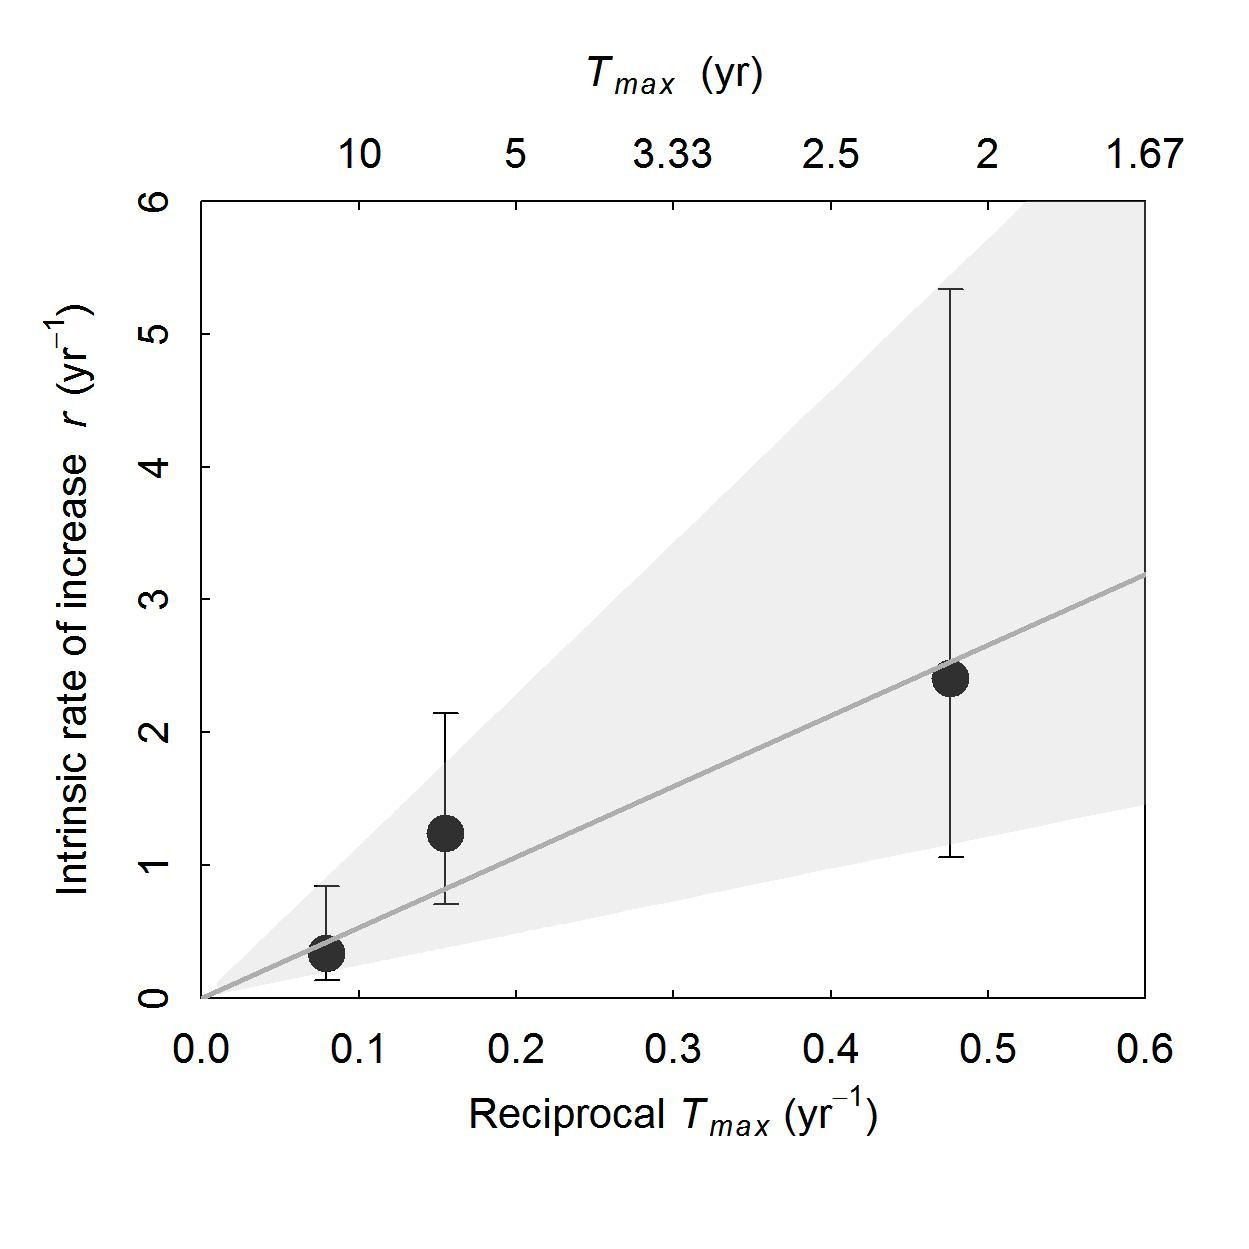 T max (yr)
10 5 3.33 2.5 2 1.67
6
5
4
3
2
1
0
Intrinsic rate of increase r (yr⁻¹)
0.0 0.1 0.2 0.3 0.4 0.5 0.6
Reciprocal T max (yr⁻¹)